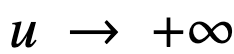 u → +∞